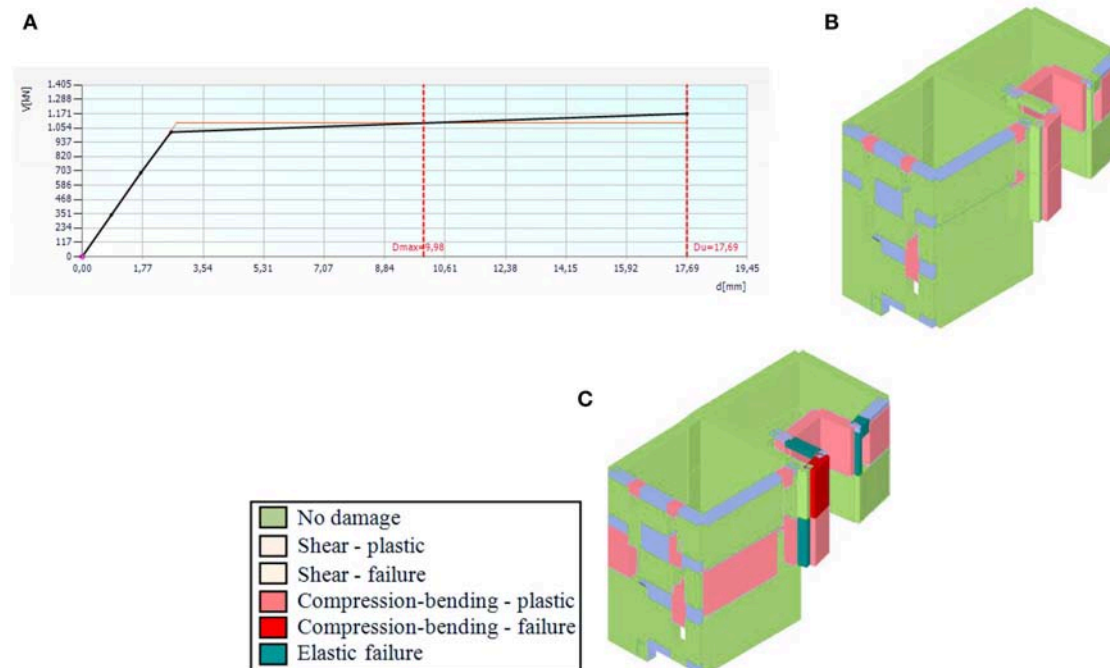 A
B
V[kN]
1.405
1.288
1.171
1.054
937
820
703
586
468
351
234
117
0
Dmax=9,98
Du=17,69
0,00 1,77 3,54 5,31 7,07 8,84 10,61 12,38 14,15 15,92 17,69 19,45
d[mm]
C
No damage
Shear - plastic
Shear - failure
Compression-bending - plastic
Compression-bending - failure
Elastic failure